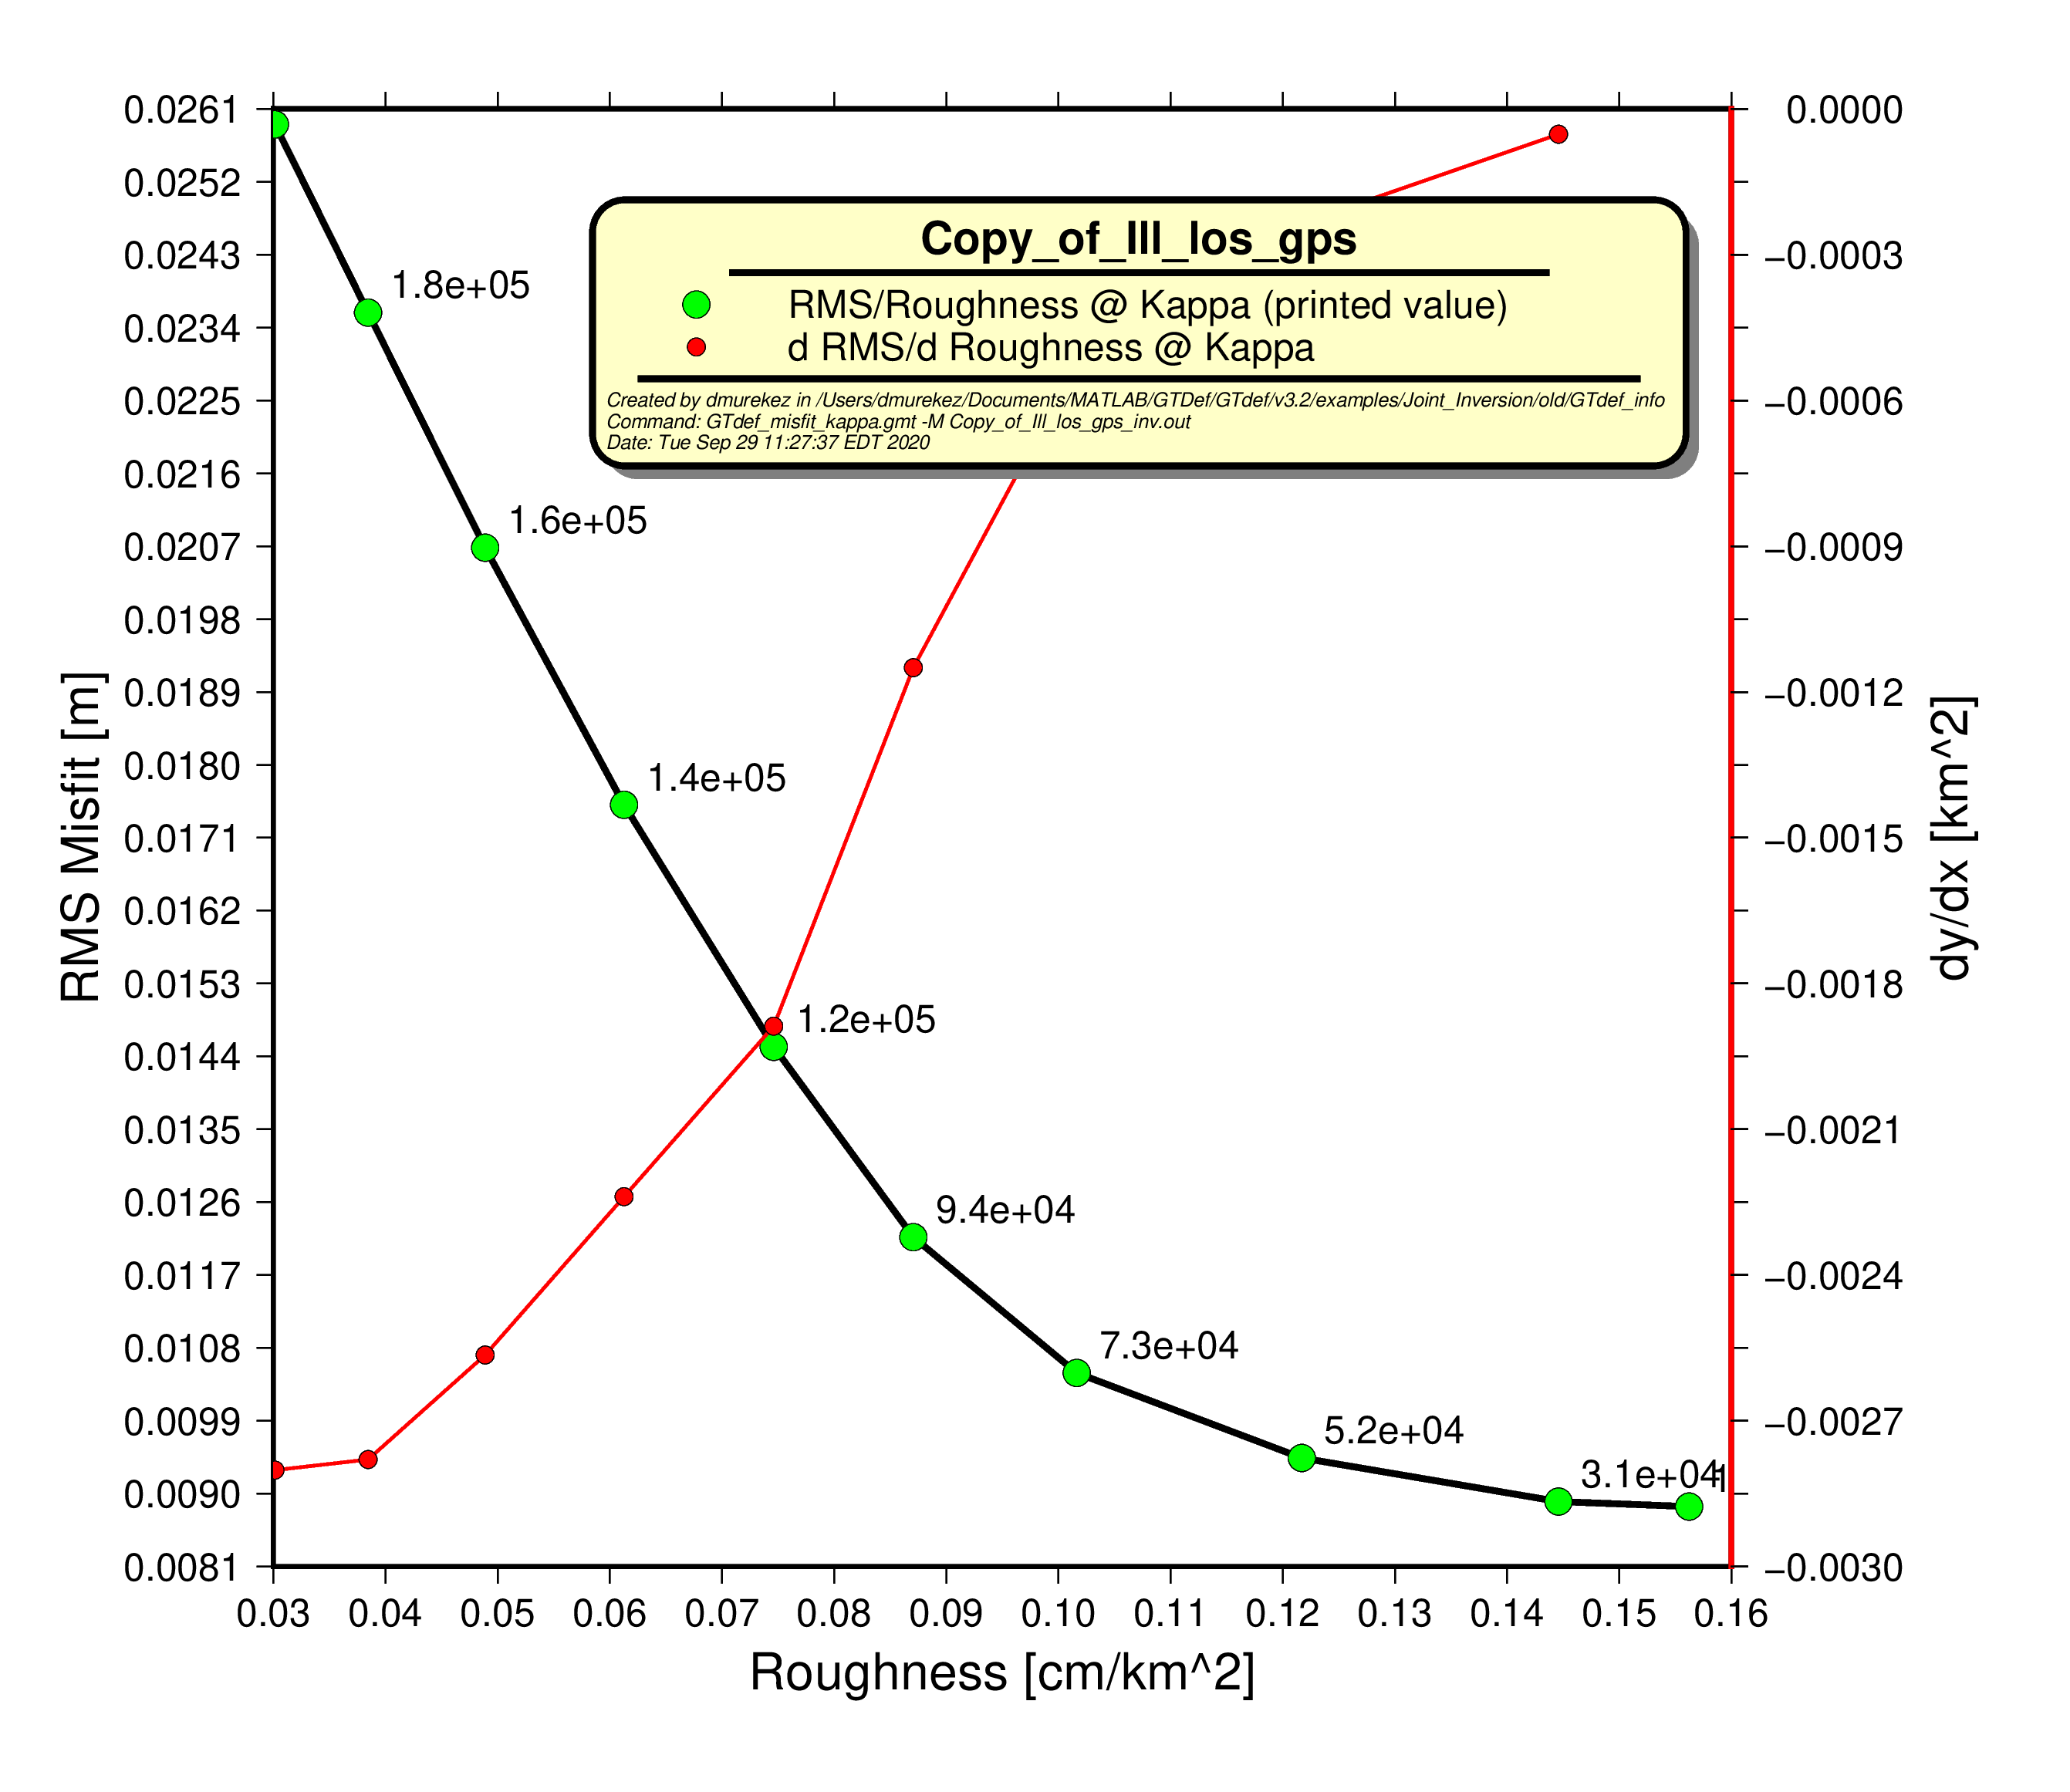 0.0261
0.0252
0.0243
0.0234
0.0225
0.0216
0.0207
0.0198
0.0189
0.0180
0.0171
0.0162
0.0153
0.0144
0.0135
0.0126
0.0117
0.0108
0.0099
0.0090
0.0081
RMS Misfit [m]
Copy_of_lll_los_gps
RMS/Roughness @ Kappa (printed value)
d RMS/d Roughness @ Kappa
Created by dmurekez in /Users/dmurekez/Documents/MATLAB/GTDef/GTdef/v3.2/examples/Joint_Inversion/old/GTdef_info
Command: GTdef_misfit_kappa.gmt -M Copy_of_lll_los_gps_inv.out
Date: Tue Sep 29 11:27:37 EDT 2020
1.8e+05
1.6e+05
1.4e+05
1.2e+05
9.4e+04
7.3e+04
5.2e+04
3.1e+04
0.0000
−0.0003
−0.0006
−0.0009
−0.0012
−0.0015
−0.0018
−0.0021
−0.0024
−0.0027
−0.0030
dy/dx [km^2]
0.03 0.04 0.05 0.06 0.07 0.08 0.09 0.10 0.11 0.12 0.13 0.14 0.15 0.16
Roughness [cm/km^2]